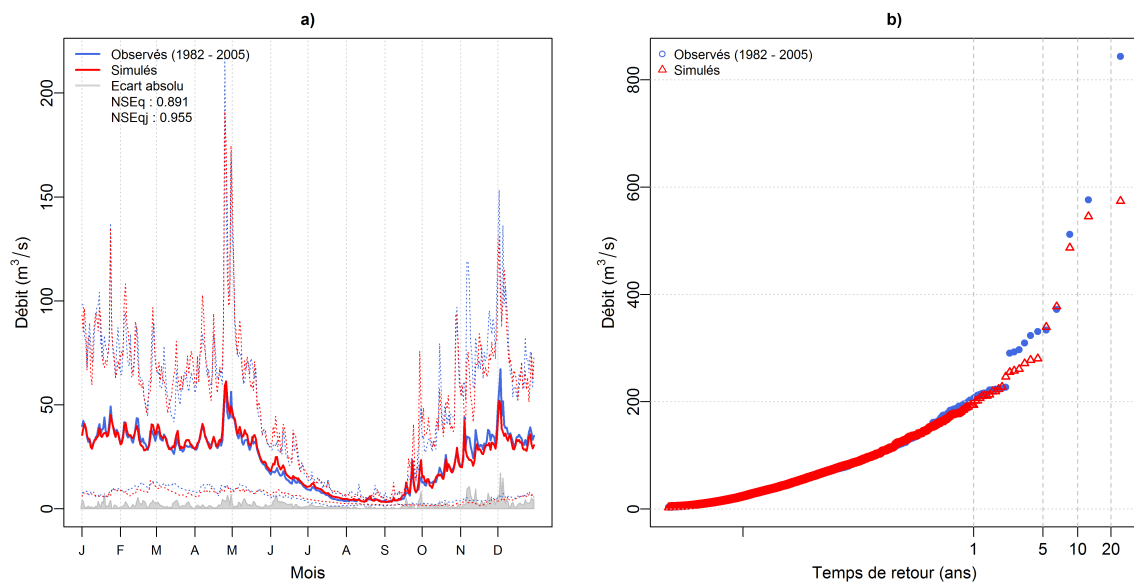 a)
Débit (m³/s)
200
150
100
50
0
Observés (1982 - 2005)
Simulés
Ecart absolu
NSEq : 0.891
NSEqj : 0.955
J F M A M J J A S O N D
Mois
b)
Débit (m³/s)
800
600
400
200
0
Observés (1982 - 2005)
Simulés
1 5 10 20
Temps de retour (ans)